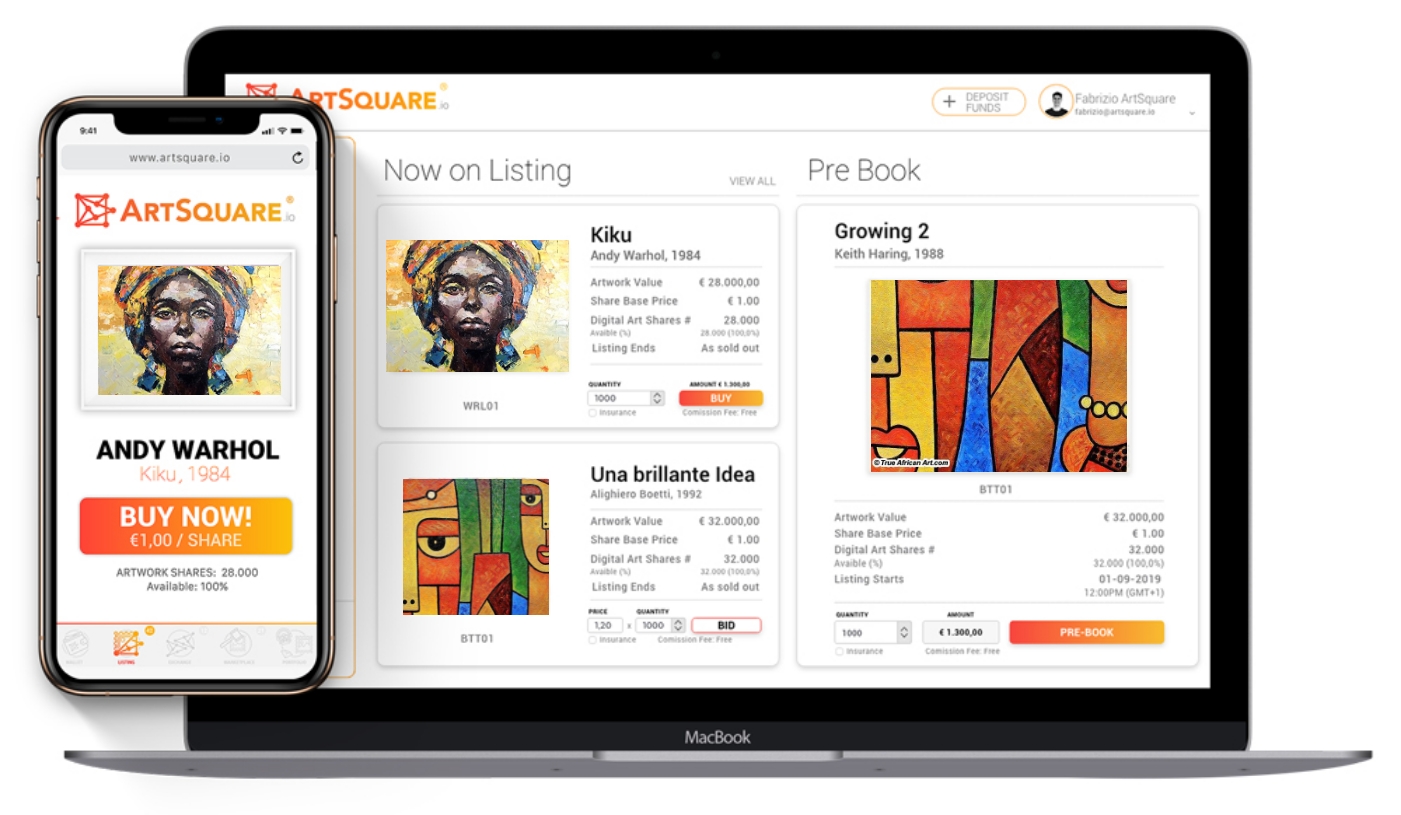 9:41
www.artsquare.io
ARTSQUARE®.io
ANDY WARHOL
Kiku, 1984
BUY NOW!
€1,00 / SHARE
ARTWORK SHARES: 28.000
Available: 100%
WALLET
LISTING
EXCHANGE
MARKETPLACE
PORTFOLIO
ARTSQUARE®.io
+ DEPOSIT
FUNDS
Fabrizio ArtSquare
fabrizio@artsquare.io
Now on Listing
VIEW ALL
Kiku
Andy Warhol, 1984
Artwork Value € 28.000,00
Share Base Price € 1.00
Digital Art Shares # 28.000
Avaible (%) 28.000 (100,0%)
Listing Ends As sold out
QUANTITY AMOUNT € 1.300,00
1000 BUY
Insurance Comission Fee: Free
WRL01
Una brillante Idea
Alighiero Boetti, 1992
Artwork Value € 32.000,00
Share Base Price € 1.00
Digital Art Shares # 32.000
Avaible (%) 32.000 (100,0%)
Listing Ends As sold out
PRICE QUANTITY
1,20 x 1000 BID
Insurance Comission Fee: Free
BTT01
Pre Book
Growing 2
Keith Haring, 1988
© True African Art.com
BTT01
Artwork Value € 32.000,00
Share Base Price € 1.00
Digital Art Shares # 32.000
Avaible (%) 32.000 (100,0%)
Listing Starts 01-09-2019
12:00PM (GMT+1)
QUANTITY AMOUNT
1000 € 1.300,00 PRE-BOOK
Insurance Comission Fee: Free
MacBook